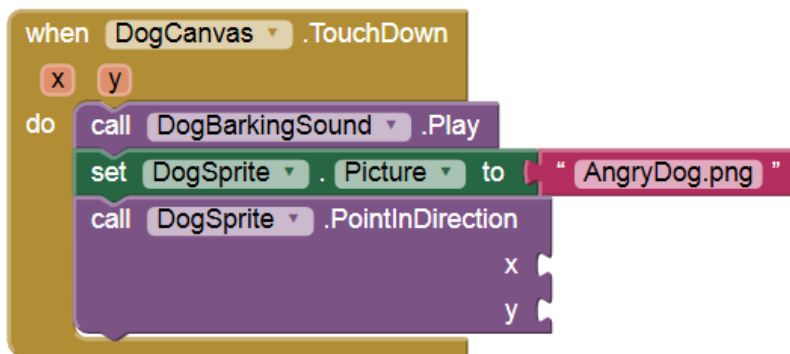 when DogCanvas .TouchDown
x y
do call DogBarkingSound .Play
set DogSprite . Picture to “ AngryDog.png ”
call DogSprite .PointInDirection
x
y